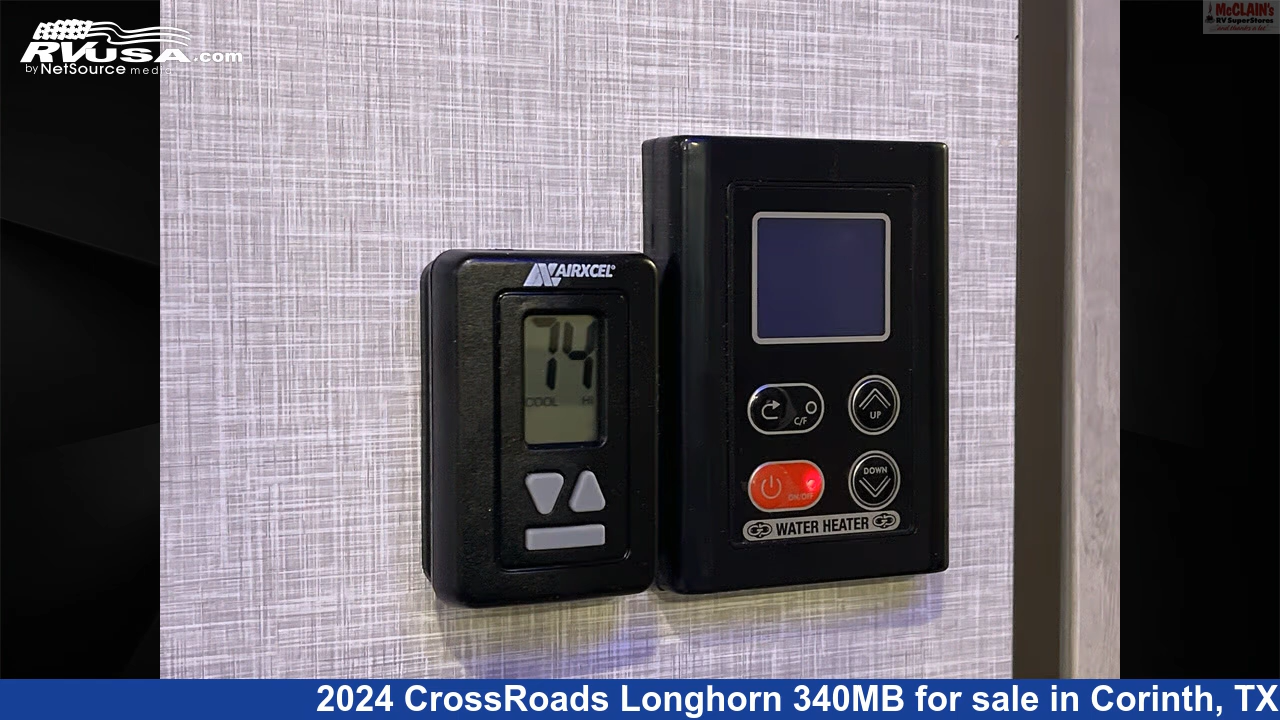 RVUSA.com
by NetSource media
McCLAIN's
RV SuperStores
AIRXCEL®
74
COOL HI
C/F
UP
ON/OFF
DOWN
WATER HEATER
2024 CrossRoads Longhorn 340MB for sale in Corinth, TX